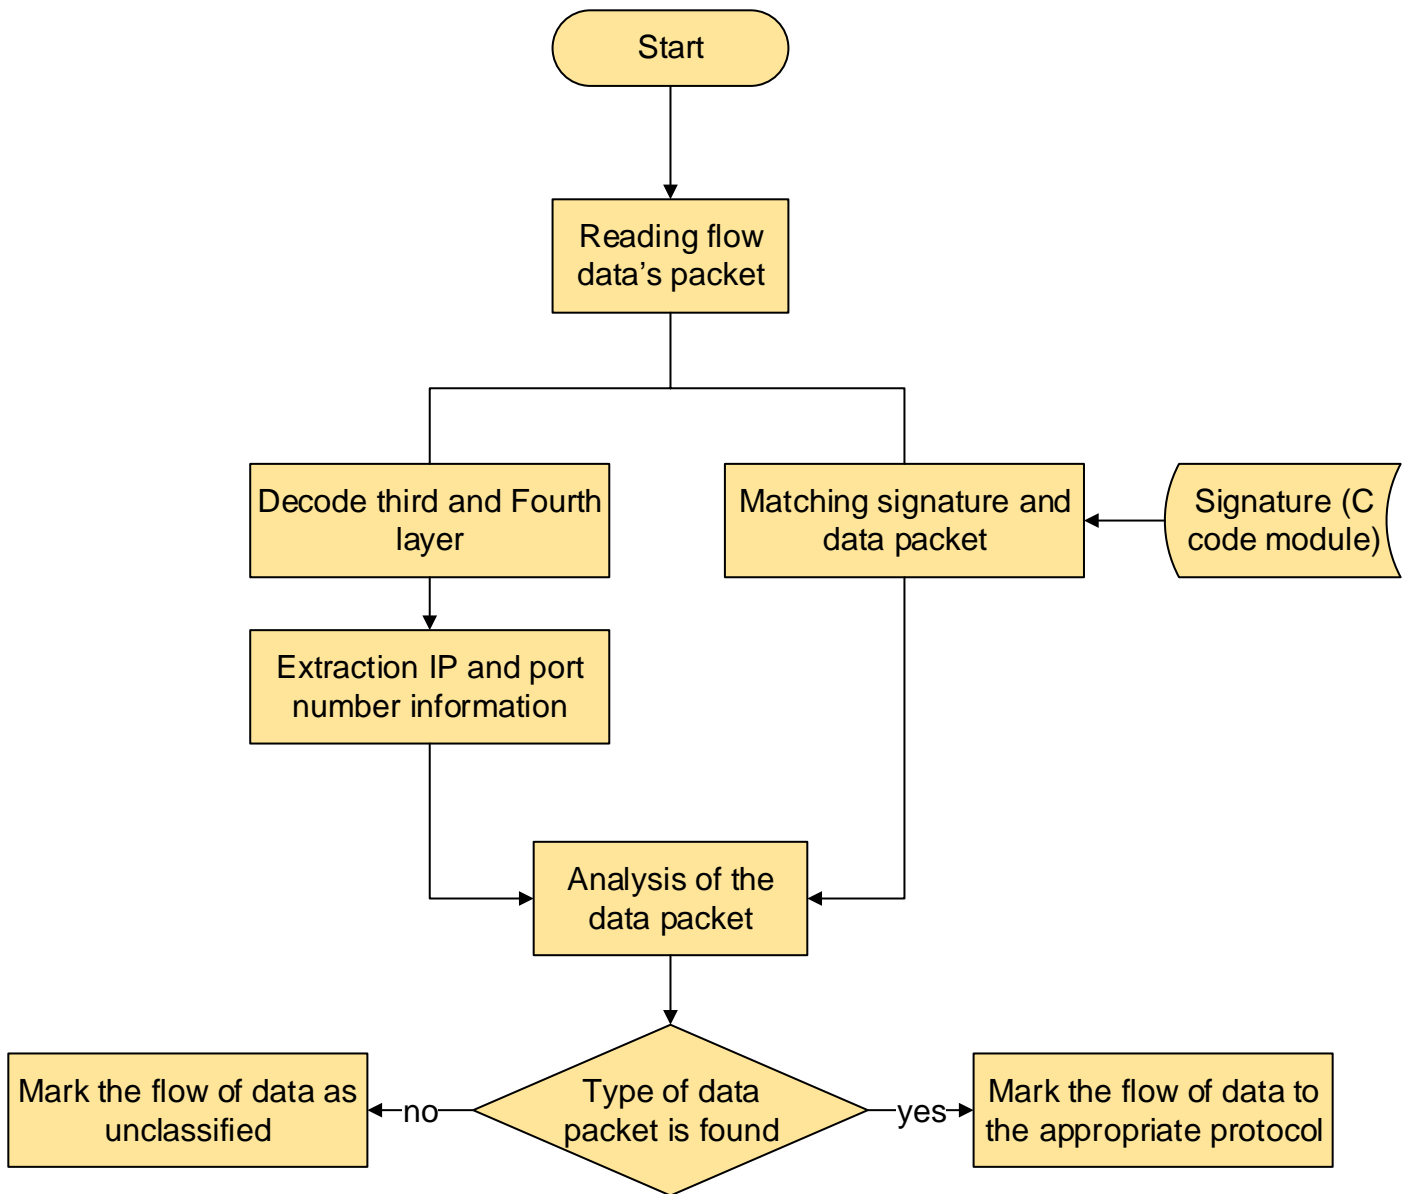 Start
Reading flow
data’s packet
Decode third and Fourth
layer
Matching signature and
data packet
Signature (C
code module)
Extraction IP and port
number information
Analysis of the
data packet
Mark the flow of data as
unclassified
no
Type of data
packet is found
yes
Mark the flow of data to
the appropriate protocol